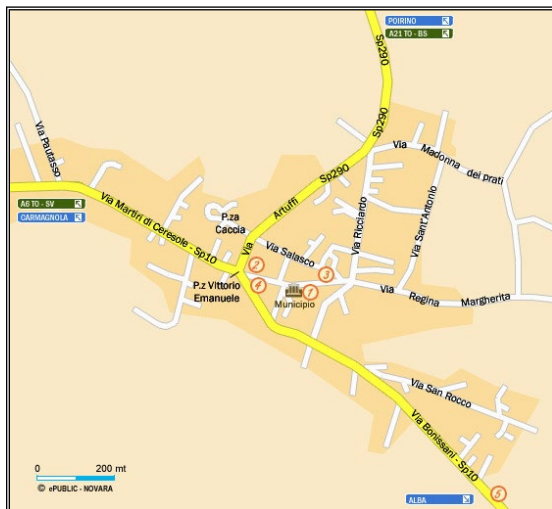 POIRINO
A21 TO - BS
Sp290
Sp290
Via Pautasso
Via Madonna dei prati
Sp290
Via Artuffi
Via Ricciardo
Via Sant'Antonio
A6 TO - SV
CARMAGNOLA
Via Martiri di Ceresole - Sp10
P.za
Caccia
Via Salasco
2
3
P.z Vittorio
Emanuele
4
1
Municipio
Via Regina Margherita
Via San Rocco
Via Bonissani - Sp10
0 200 mt
© ePUBLIC - NOVARA
ALBA
5